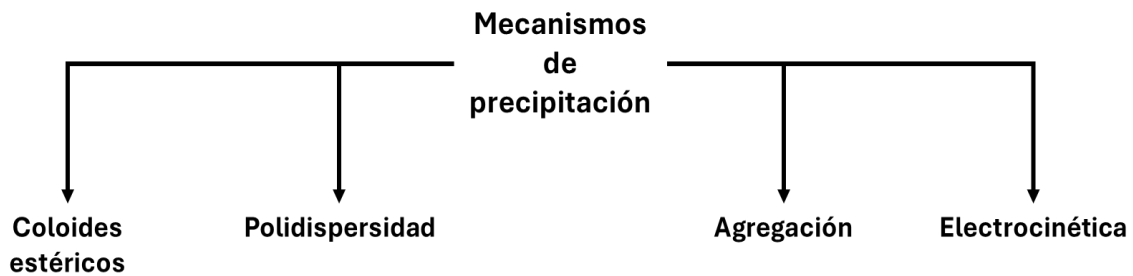 Mecanismos
de
precipitación
Coloides
estéricos
Polidispersidad
Agregación
Electrocinética